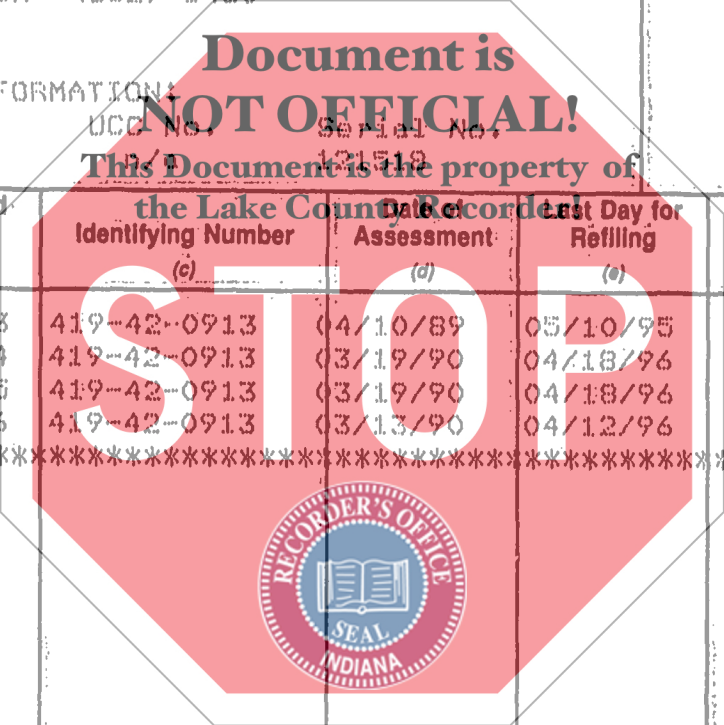 Document is
FORMATION:
NOT OFFICIAL!
UCC No. Serial No.
This Document is the property of
n/a 121518
the Lake County Recorder!
Identifying Number
(c)
Date of
Assessment
(d)
Last Day for
Refiling
(e)
STOP
419-42-0913 04/10/89 05/10/95
419-42-0913 03/19/90 04/18/96
419-42-0913 03/19/90 04/18/96
419-42-0913 03/13/90 04/12/96
RECORDER'S OFFICE
SEAL
INDIANA